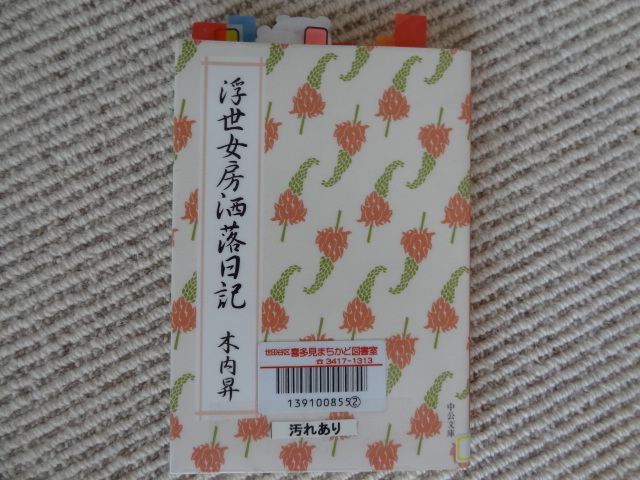 浮世女房洒落日記
木内昇
世田谷区 喜多見まちかど図書室
☎3417-1313
139100855②
汚れあり
中公文庫